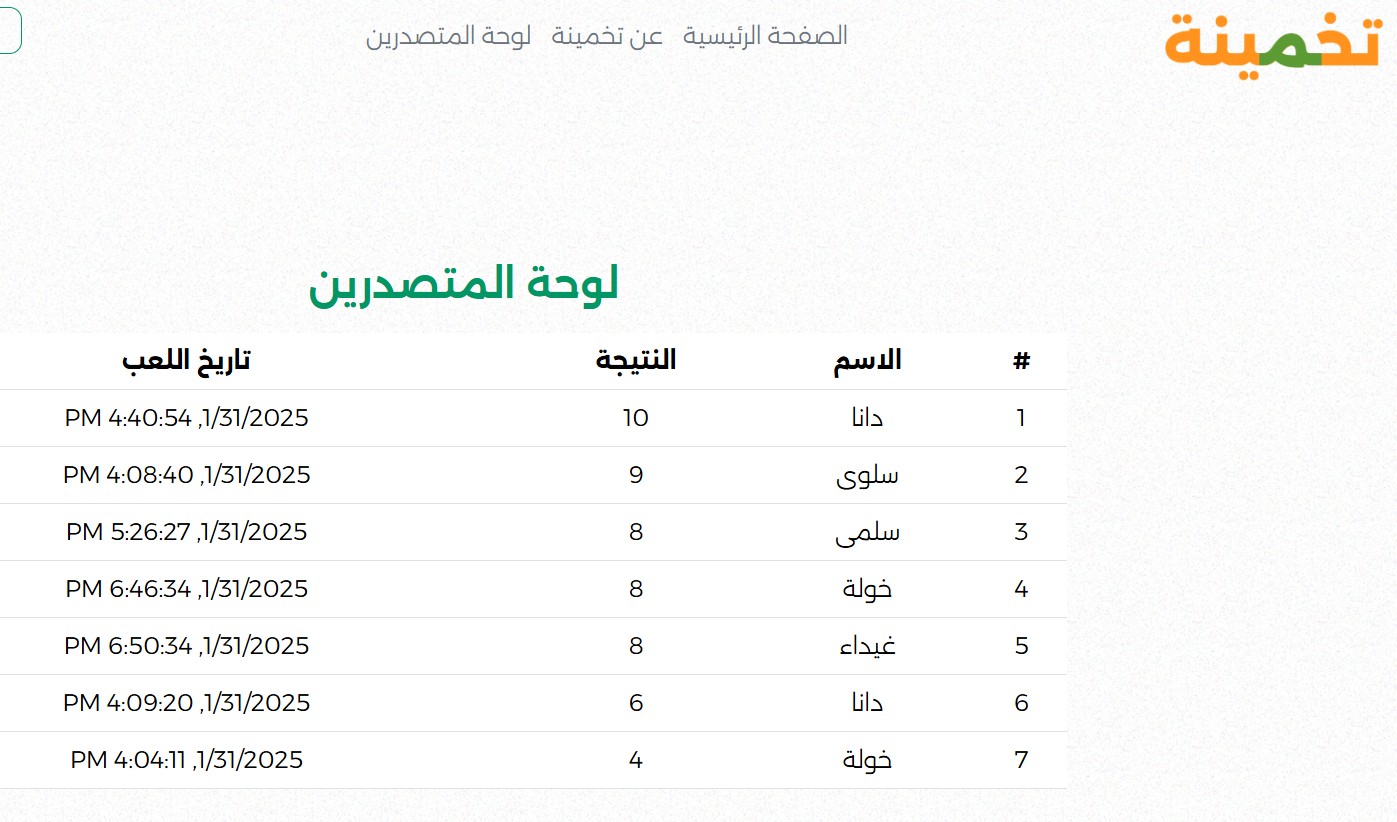 تخمينة
الصفحة الرئيسية عن تخمينة لوحة المتصدرين
لوحة المتصدرين
# الاسم النتيجة تاريخ اللعب
1 دانا 10 1/31/2025, 4:40:54 PM
2 سلوى 9 1/31/2025, 4:08:40 PM
3 سلمى 8 1/31/2025, 5:26:27 PM
4 خولة 8 1/31/2025, 6:46:34 PM
5 غيداء 8 1/31/2025, 6:50:34 PM
6 دانا 6 1/31/2025, 4:09:20 PM
7 خولة 4 1/31/2025, 4:04:11 PM